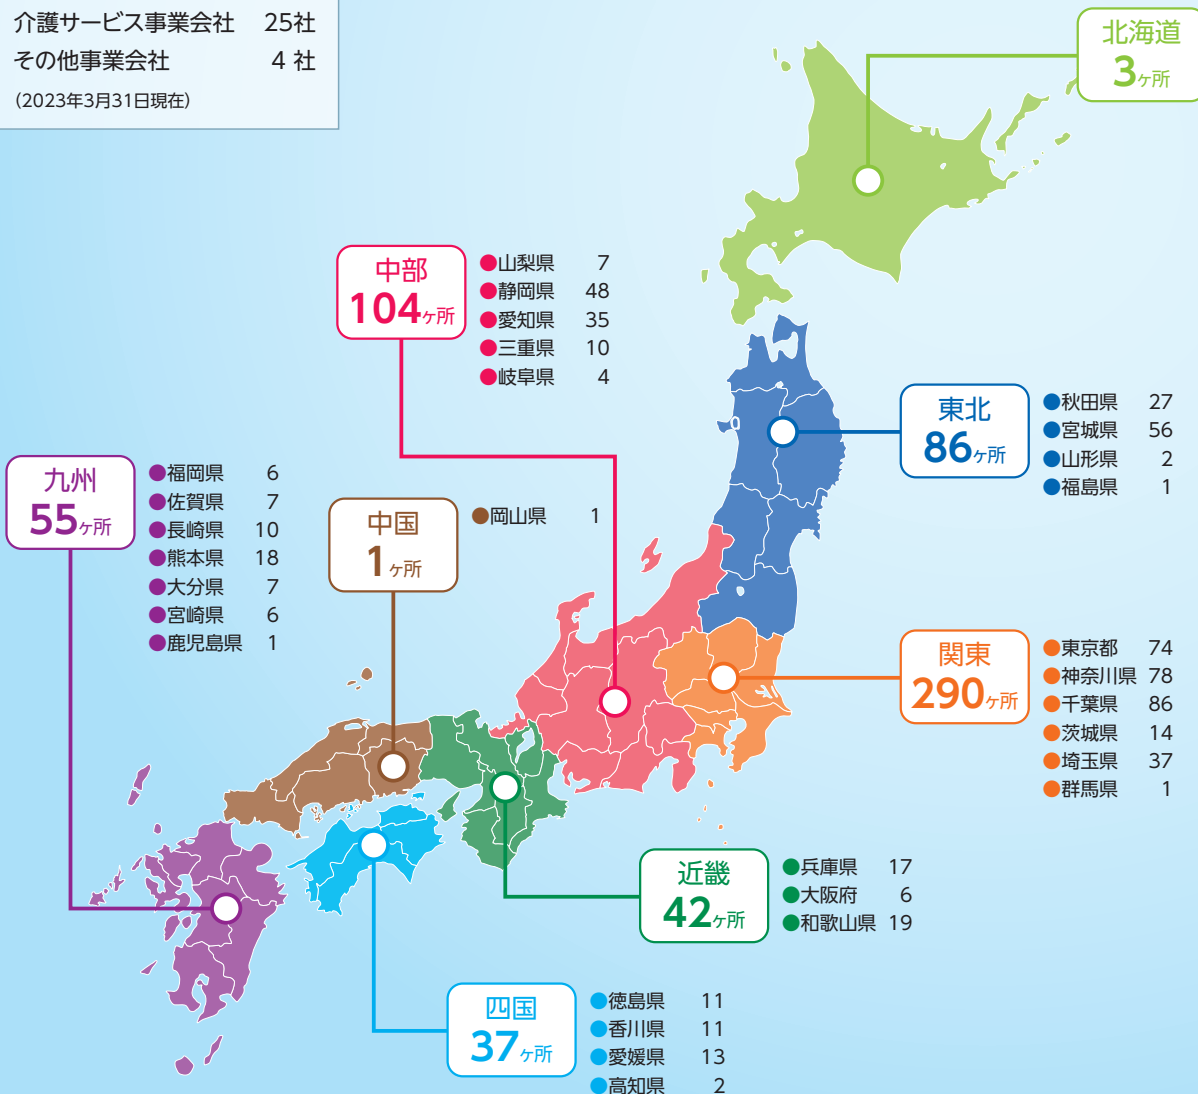 介護サービス事業会社 25社
その他事業会社 4 社
（2023年3月31日現在）
北海道
3ヶ所
中部
104ヶ所
●山梨県 7
●静岡県 48
●愛知県 35
●三重県 10
●岐阜県 4
東北
86ヶ所
●秋田県 27
●宮城県 56
●山形県 2
●福島県 1
九州
55ヶ所
●福岡県 6
●佐賀県 7
●長崎県 10
●熊本県 18
●大分県 7
●宮崎県 6
●鹿児島県 1
中国
1ヶ所
●岡山県 1
関東
290ヶ所
●東京都 74
●神奈川県 78
●千葉県 86
●茨城県 14
●埼玉県 37
●群馬県 1
近畿
42ヶ所
●兵庫県 17
●大阪府 6
●和歌山県 19
四国
37ヶ所
●徳島県 11
●香川県 11
●愛媛県 13
●高知県 2